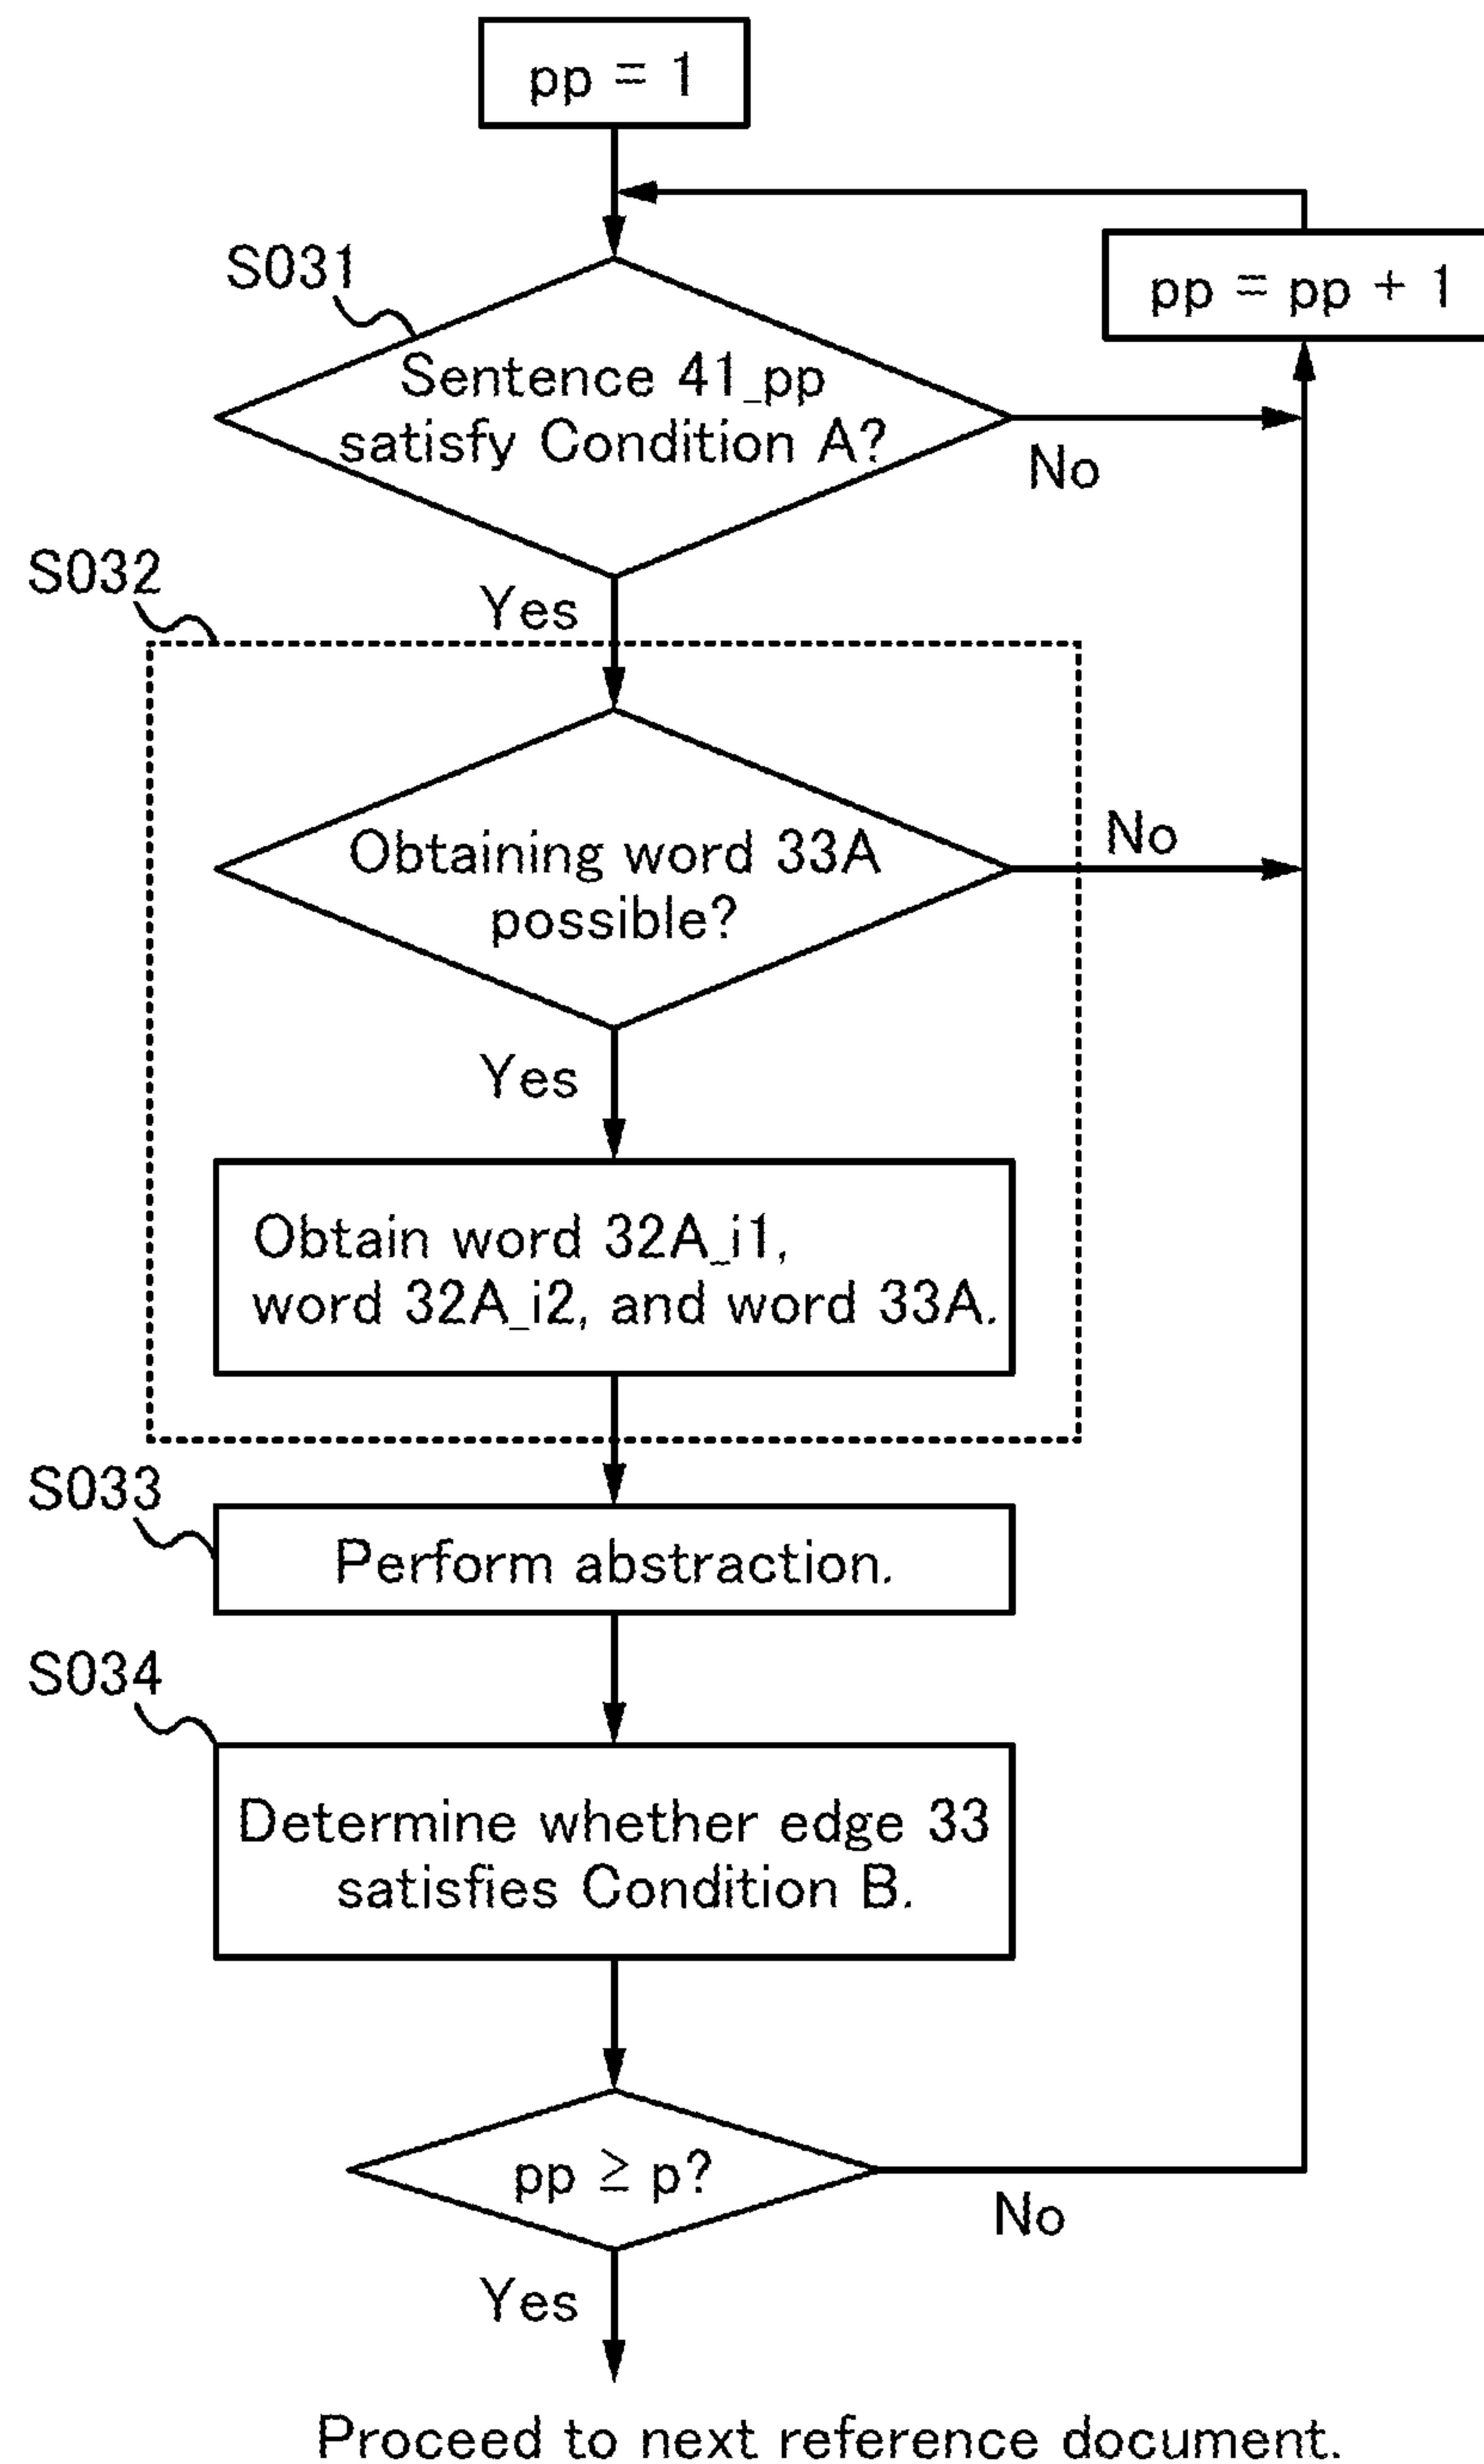 pp = 1
pp = pp + 1
S031
Sentence 41_pp
satisfy Condition A?
No
Yes
S032
Obtaining word 33A
possible?
No
Yes
Obtain word 32A_i1,
word 32A_i2, and word 33A.
S033
Perform abstraction.
S034
Determine whether edge 33
satisfies Condition B.
pp ≥ p?
No
Yes
Proceed to next reference document.